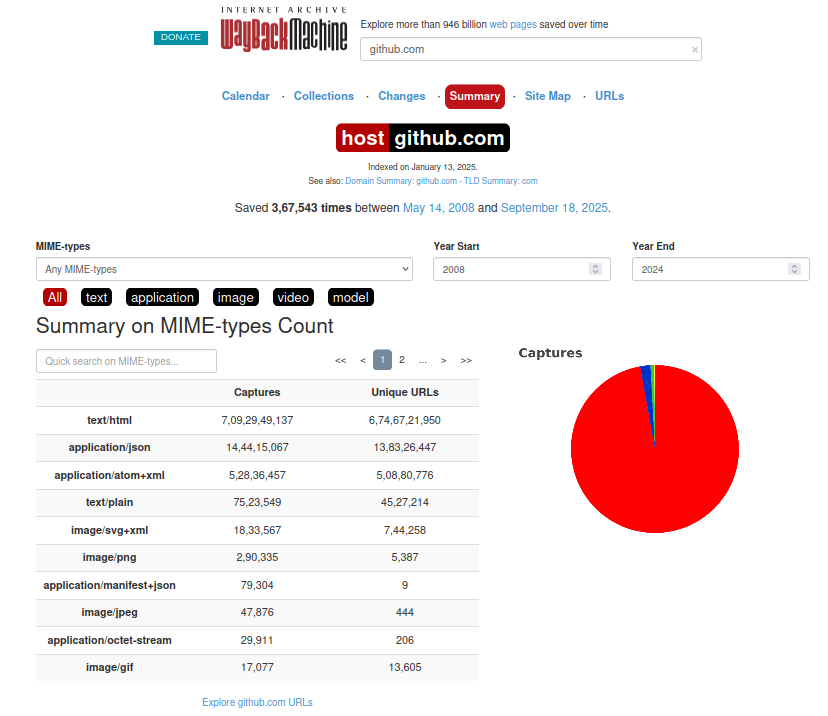 INTERNET ARCHIVE
DONATE
WayBackMachine
Explore more than 946 billion web pages saved over time
github.com ×
Calendar · Collections · Changes · Summary · Site Map · URLs
host github.com
Indexed on January 13, 2025.
See also: Domain Summary: github.com - TLD Summary: com
Saved 3,67,543 times between May 14, 2008 and September 18, 2025.
MIME-types Year Start Year End
Any MIME-types 2008 2024
All text application image video model
Summary on MIME-types Count
Quick search on MIME-types... << < 1 2 ... > >>
Captures
Captures Unique URLs
text/html 7,09,29,49,137 6,74,67,21,950
application/json 14,44,15,067 13,83,26,447
application/atom+xml 5,28,36,457 5,08,80,776
text/plain 75,23,549 45,27,214
image/svg+xml 18,33,567 7,44,258
image/png 2,90,335 5,387
application/manifest+json 79,304 9
image/jpeg 47,876 444
application/octet-stream 29,911 206
image/gif 17,077 13,605
Explore github.com URLs